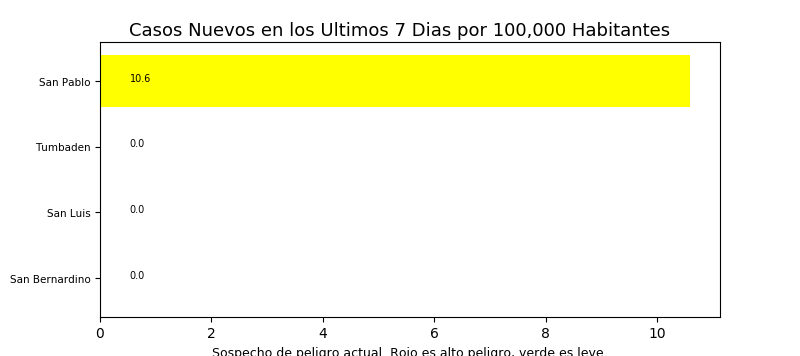 Casos Nuevos en los Ultimos 7 Dias por 100,000 Habitantes
San Pablo 10.6
Tumbaden 0.0
San Luis 0.0
San Bernardino 0.0
0 2 4 6 8 10
Sospecho de peligro actual. Rojo es alto peligro, verde es leve